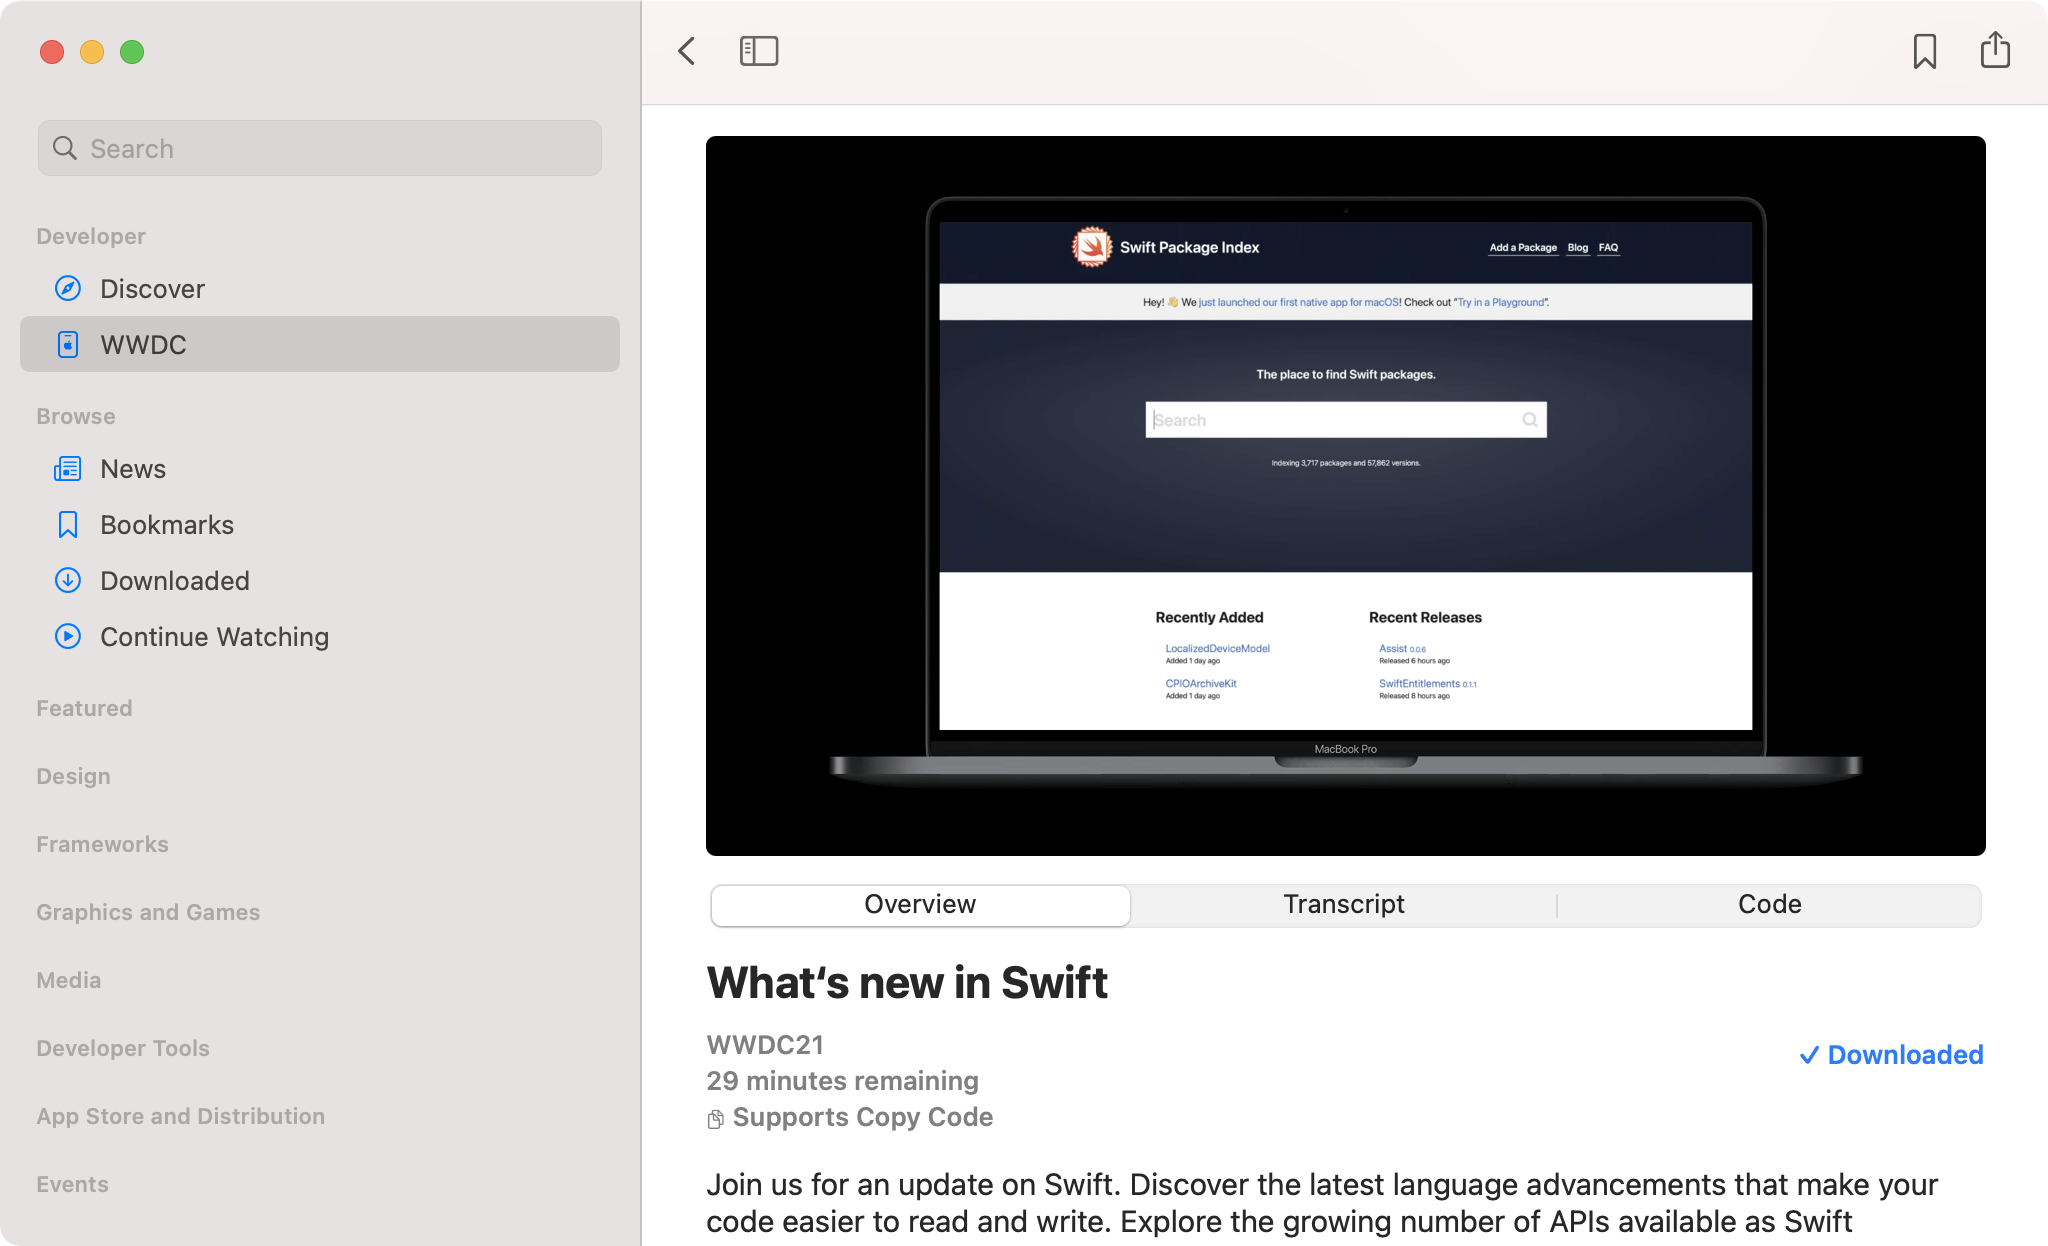 Search
Developer
Discover
WWDC
Browse
News
Bookmarks
Downloaded
Continue Watching
Featured
Design
Frameworks
Graphics and Games
Media
Developer Tools
App Store and Distribution
Events
Swift Package Index
Add a Package Blog FAQ
Hey! 👋 We just launched our first native app for macOS! Check out “Try in a Playground”.
The place to find Swift packages.
Search
Indexing 3,717 packages and 57,862 versions.
Recently Added
LocalizedDeviceModel
Added 1 day ago
CPIOArchiveKit
Added 1 day ago
Recent Releases
Assist 0.0.6
Released 6 hours ago
SwiftEntitlements 0.1.1
Released 8 hours ago
MacBook Pro
Overview Transcript Code
What‘s new in Swift
WWDC21
29 minutes remaining
Supports Copy Code
✓ Downloaded
Join us for an update on Swift. Discover the latest language advancements that make your
code easier to read and write. Explore the growing number of APIs available as Swift